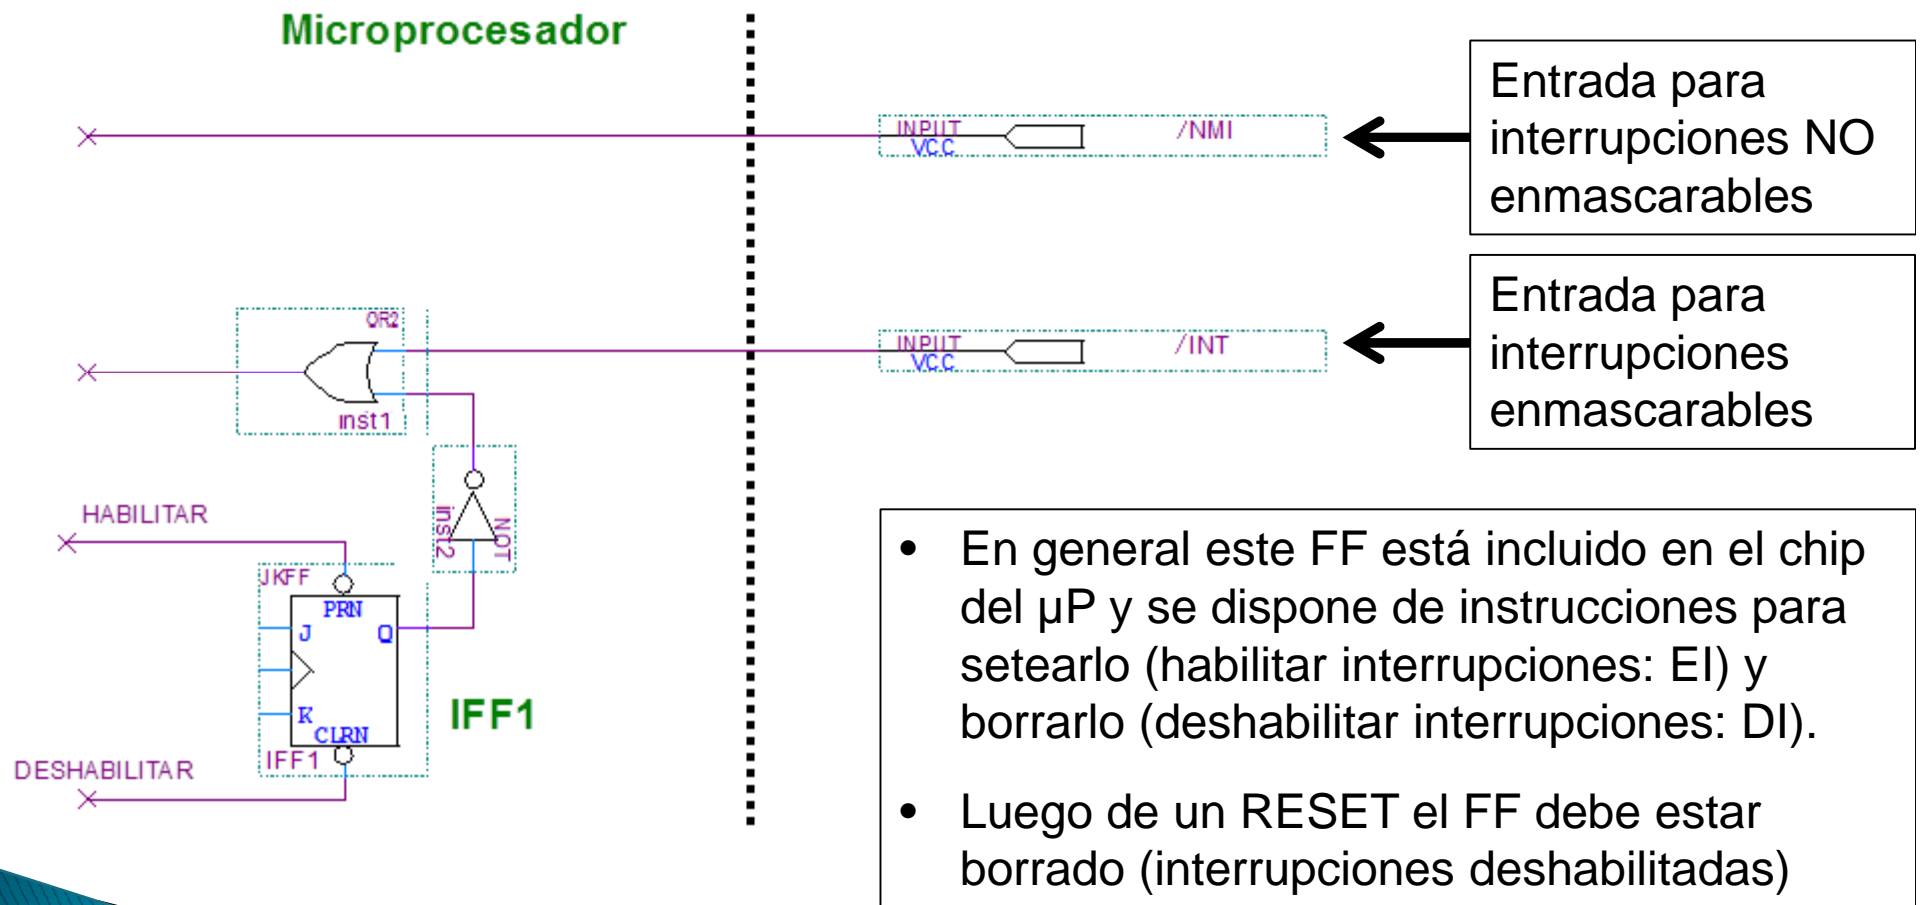 Microprocesador
INPUT
VCC
/NMI
Entrada para
interrupciones NO
enmascarables
OR2
inst1
INPUT
VCC
/INT
Entrada para
interrupciones
enmascarables
HABILITAR
inst2
NOT
JKFF
PRN
J
Q
K
CLRN
IFF1
IFF1
DESHABILITAR
• En general este FF está incluido en el chip
del µP y se dispone de instrucciones para
setearlo (habilitar interrupciones: EI) y
borrarlo (deshabilitar interrupciones: DI).
• Luego de un RESET el FF debe estar
borrado (interrupciones deshabilitadas)